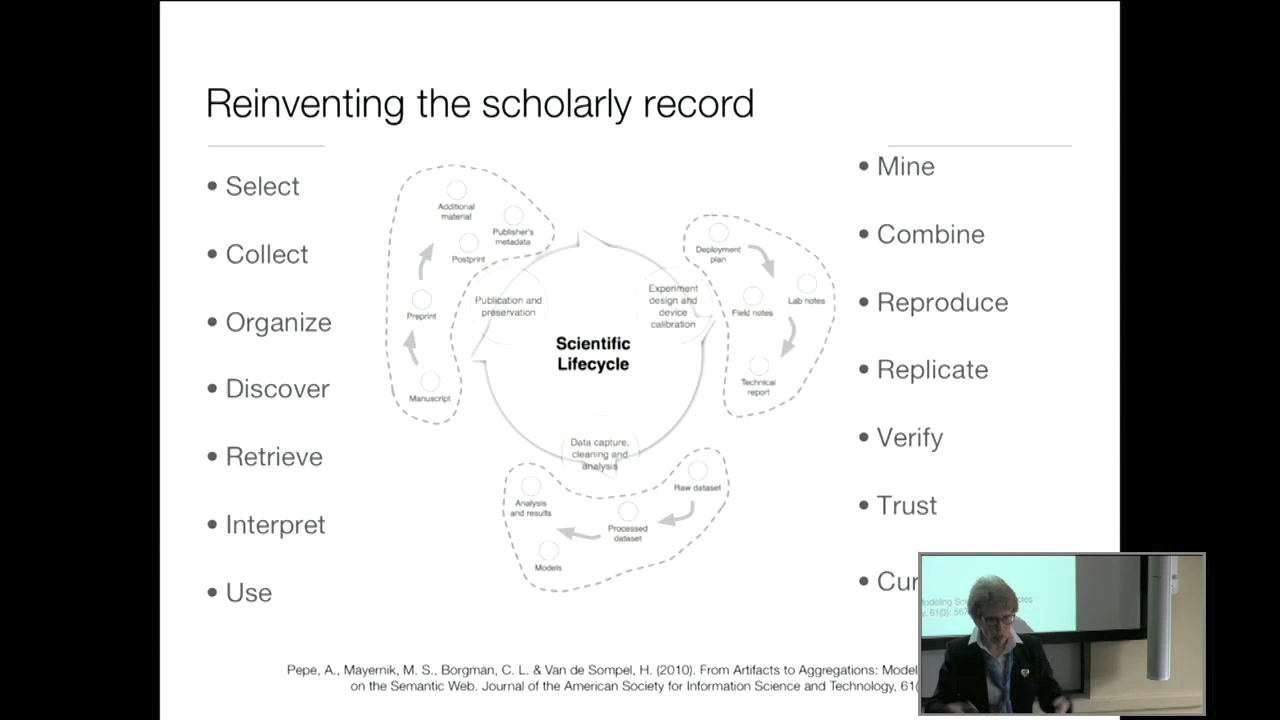 Reinventing the scholarly record
• Select
• Collect
• Organize
• Discover
• Retrieve
• Interpret
• Use
Additional
material
Publisher's
metadata
Postprint
Preprint
Manuscript
Publication and
preservation
Experiment
design and
device
calibration
Scientific
Lifecycle
Deployment
plan
Lab notes
Field notes
Technical
report
Data capture,
cleaning and
analysis
Raw dataset
Processed
dataset
Analysis
and results
Models
• Mine
• Combine
• Reproduce
• Replicate
• Verify
• Trust
• Cur
Pepe, A., Mayernik, M. S., Borgman, C. L. & Van de Sompel, H. (2010). From Artifacts to Aggregations: Model
on the Semantic Web. Journal of the American Society for Information Science and Technology, 61(